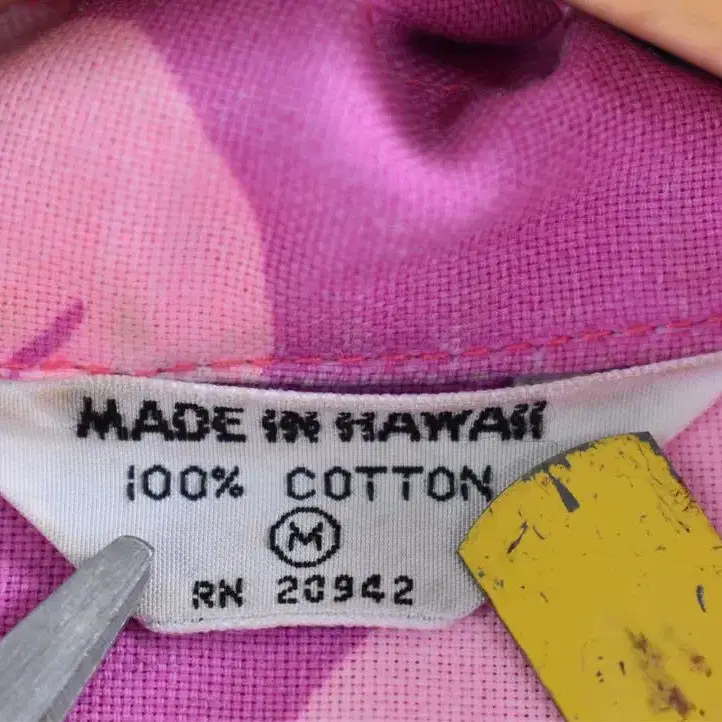 MADE IN HAWAII
100% COTTON
M
RN 20942